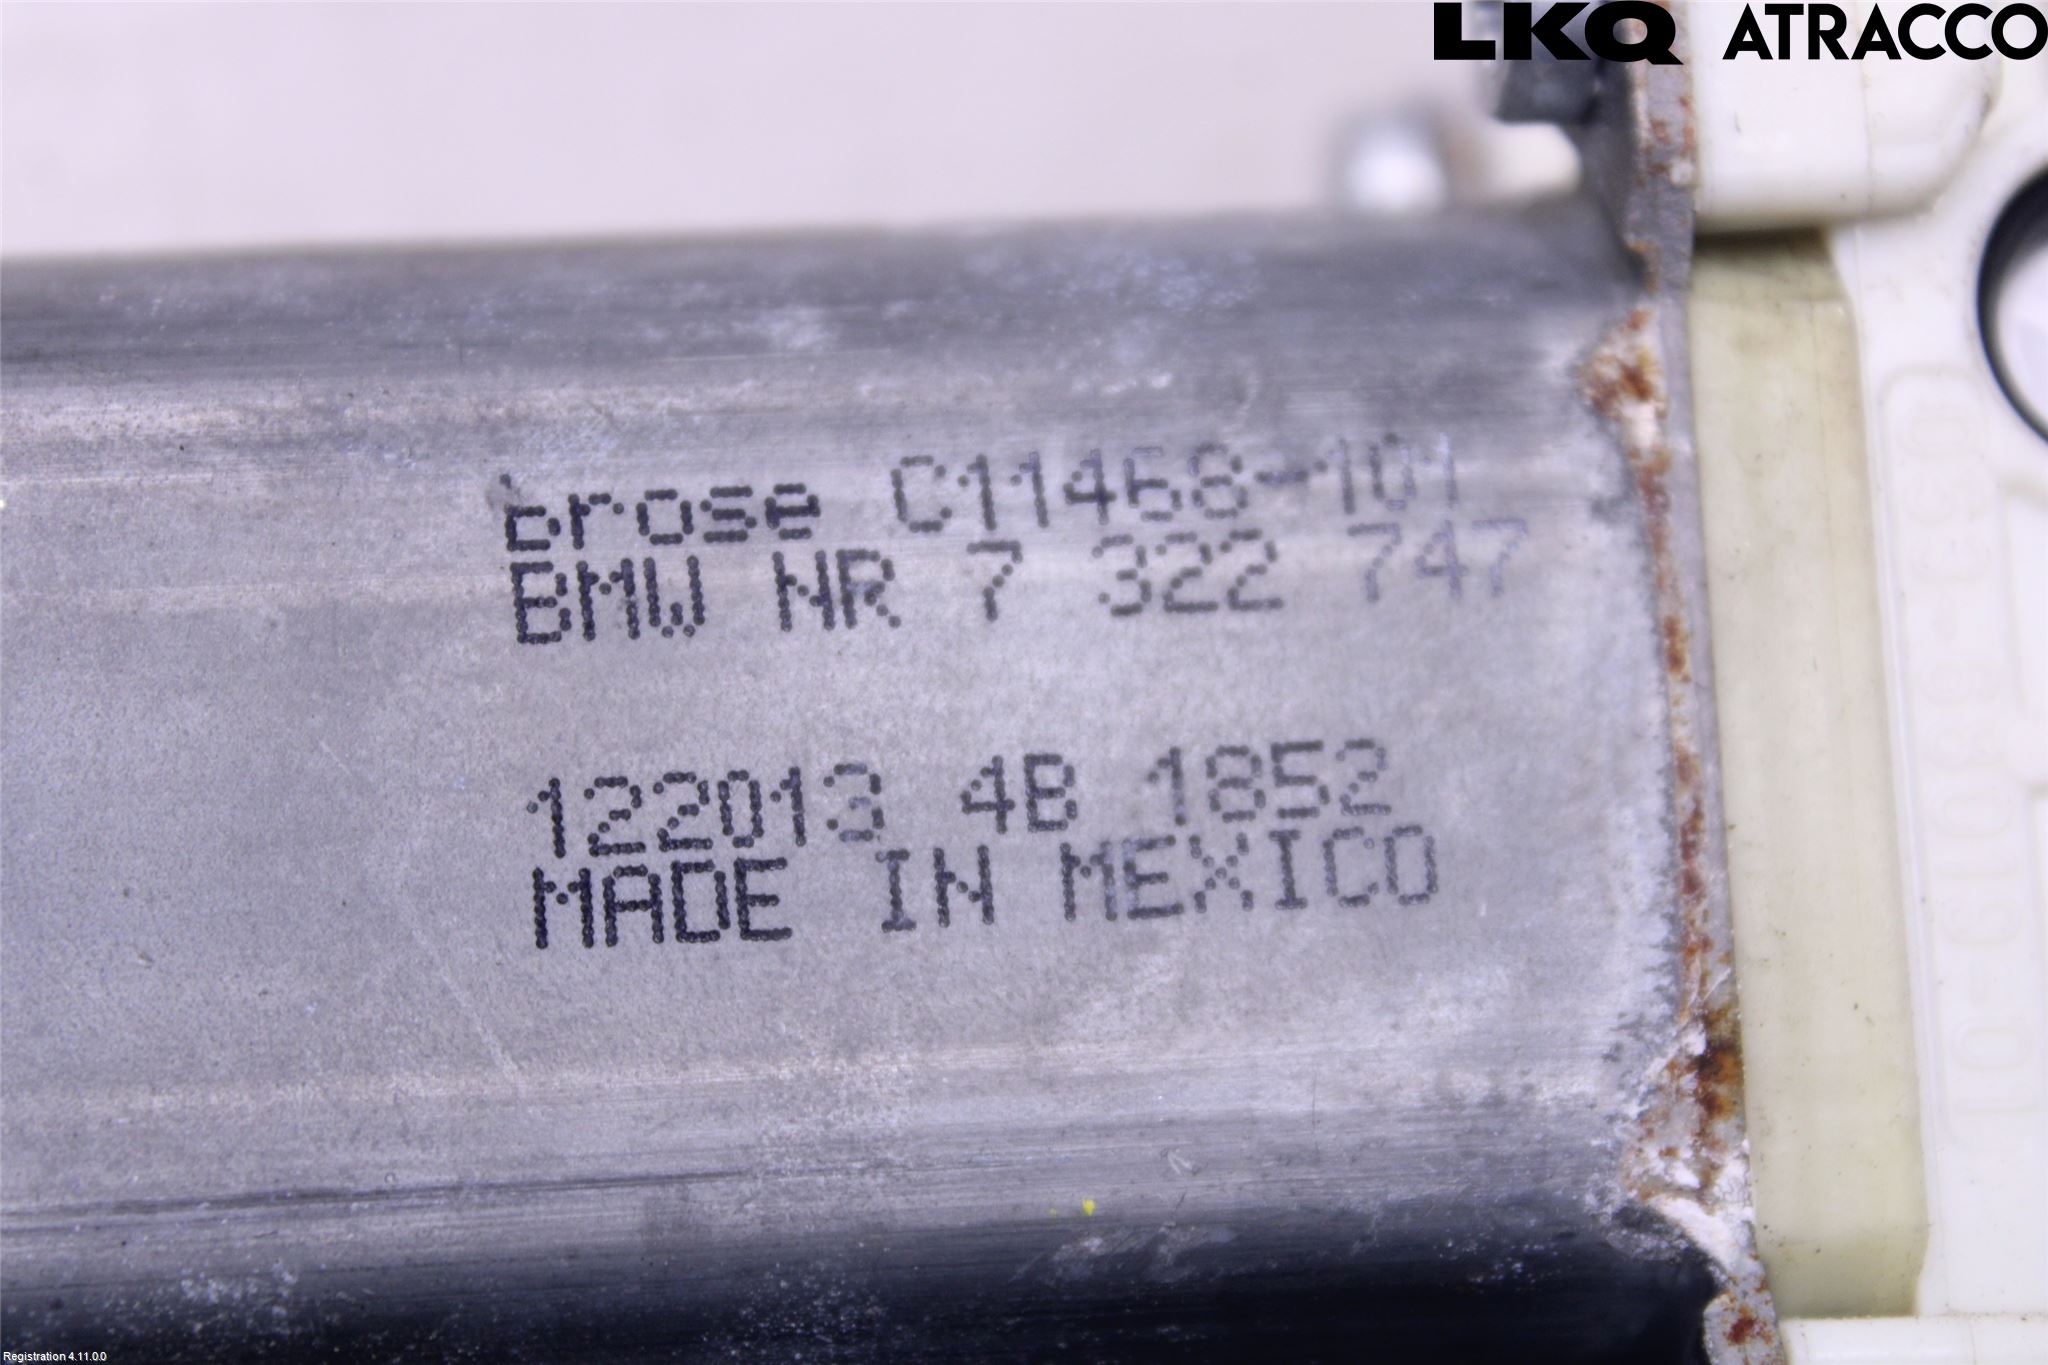 LKQ ATRACCO
brose C11468-101
BMW NR 7 322 747
122013 4B 1852
MADE IN MEXICO
Registration 4.11.0.0